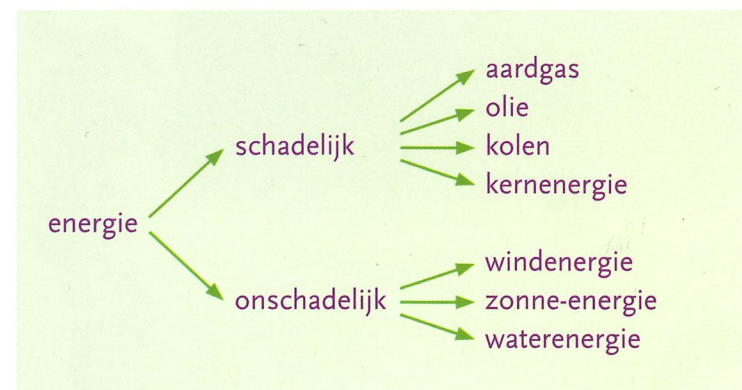 energie
schadelijk
aardgas
olie
kolen
kernenergie
onschadelijk
windenergie
zonne-energie
waterenergie